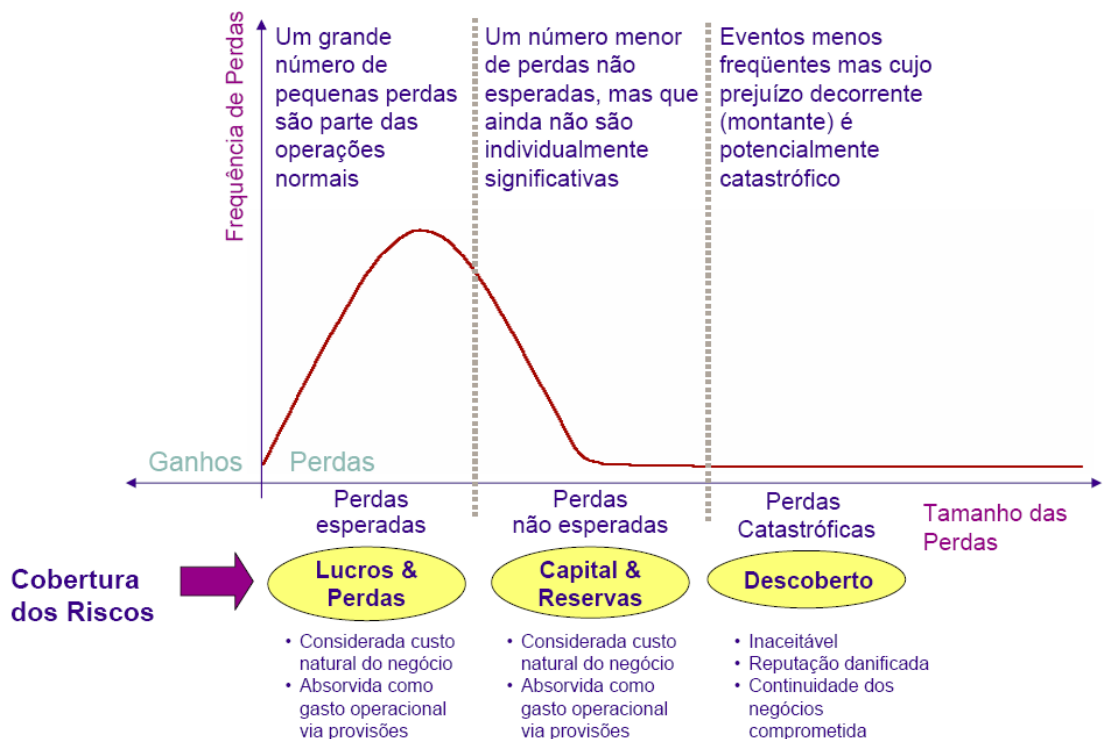 Frequência de Perdas
Um grande
número de
pequenas perdas
são parte das
operações
normais
Um número menor
de perdas não
esperadas, mas que
ainda não são
individualmente
significativas
Eventos menos
freqüentes mas cujo
prejuízo decorrente
(montante) é
potencialmente
catastrófico
Ganhos
Perdas
Perdas
esperadas
Perdas
não esperadas
Perdas
Catastróficas
Tamanho das
Perdas
Cobertura
dos Riscos
Lucros &
Perdas
Capital &
Reservas
Descoberto
• Considerada custo
natural do negócio
• Absorvida como
gasto operacional
via provisões
• Considerada custo
natural do negócio
• Absorvida como
gasto operacional
via provisões
• Inaceitável
• Reputação danificada
• Continuidade dos
negócios
comprometida